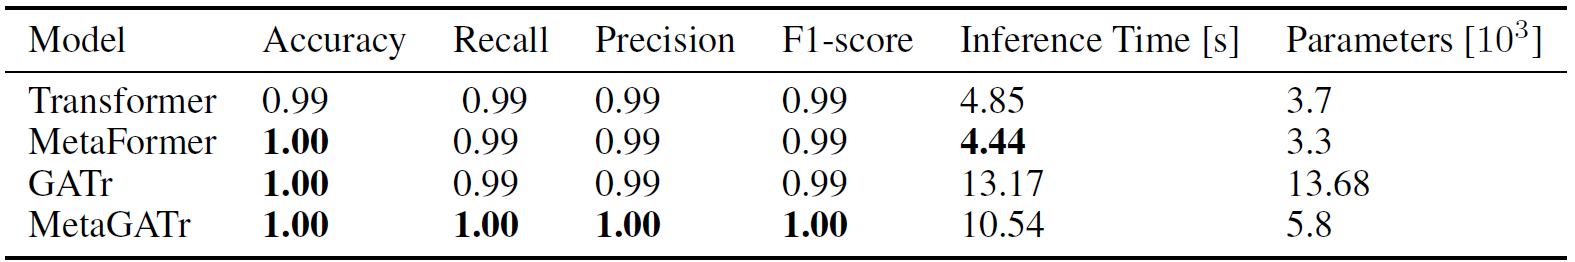 Model Accuracy Recall Precision F1-score Inference Time [s] Parameters [10³]
Transformer 0.99 0.99 0.99 0.99 4.85 3.7
MetaFormer 1.00 0.99 0.99 0.99 4.44 3.3
GATr 1.00 0.99 0.99 0.99 13.17 13.68
MetaGATr 1.00 1.00 1.00 1.00 10.54 5.8